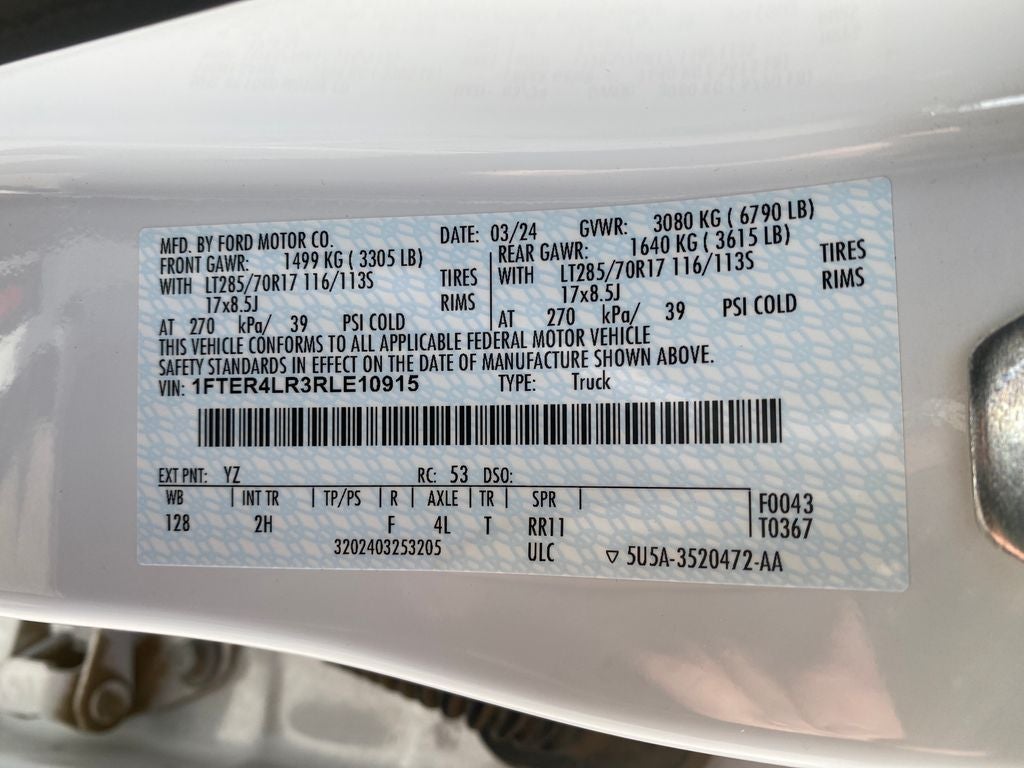 MFD. BY FORD MOTOR CO. DATE: 03/24 GVWR: 3080 KG ( 6790 LB)
FRONT GAWR: 1499 KG ( 3305 LB) REAR GAWR: 1640 KG ( 3615 LB)
WITH LT285/70R17 116/113S TIRES WITH LT285/70R17 116/113S TIRES
17x8.5J RIMS 17x8.5J RIMS
AT 270 kPa/ 39 PSI COLD AT 270 kPa/ 39 PSI COLD
THIS VEHICLE CONFORMS TO ALL APPLICABLE FEDERAL MOTOR VEHICLE
SAFETY STANDARDS IN EFFECT ON THE DATE OF MANUFACTURE SHOWN ABOVE.
VIN: 1FTER4LR3RLE10915 TYPE: Truck
EXT PNT: YZ RC: 53 DSO:
WB INT TR TP/PS R AXLE TR SPR F0043
128 2H F 4L T RR11 T0367
3202403253205 ULC ▽ 5U5A-3520472-AA